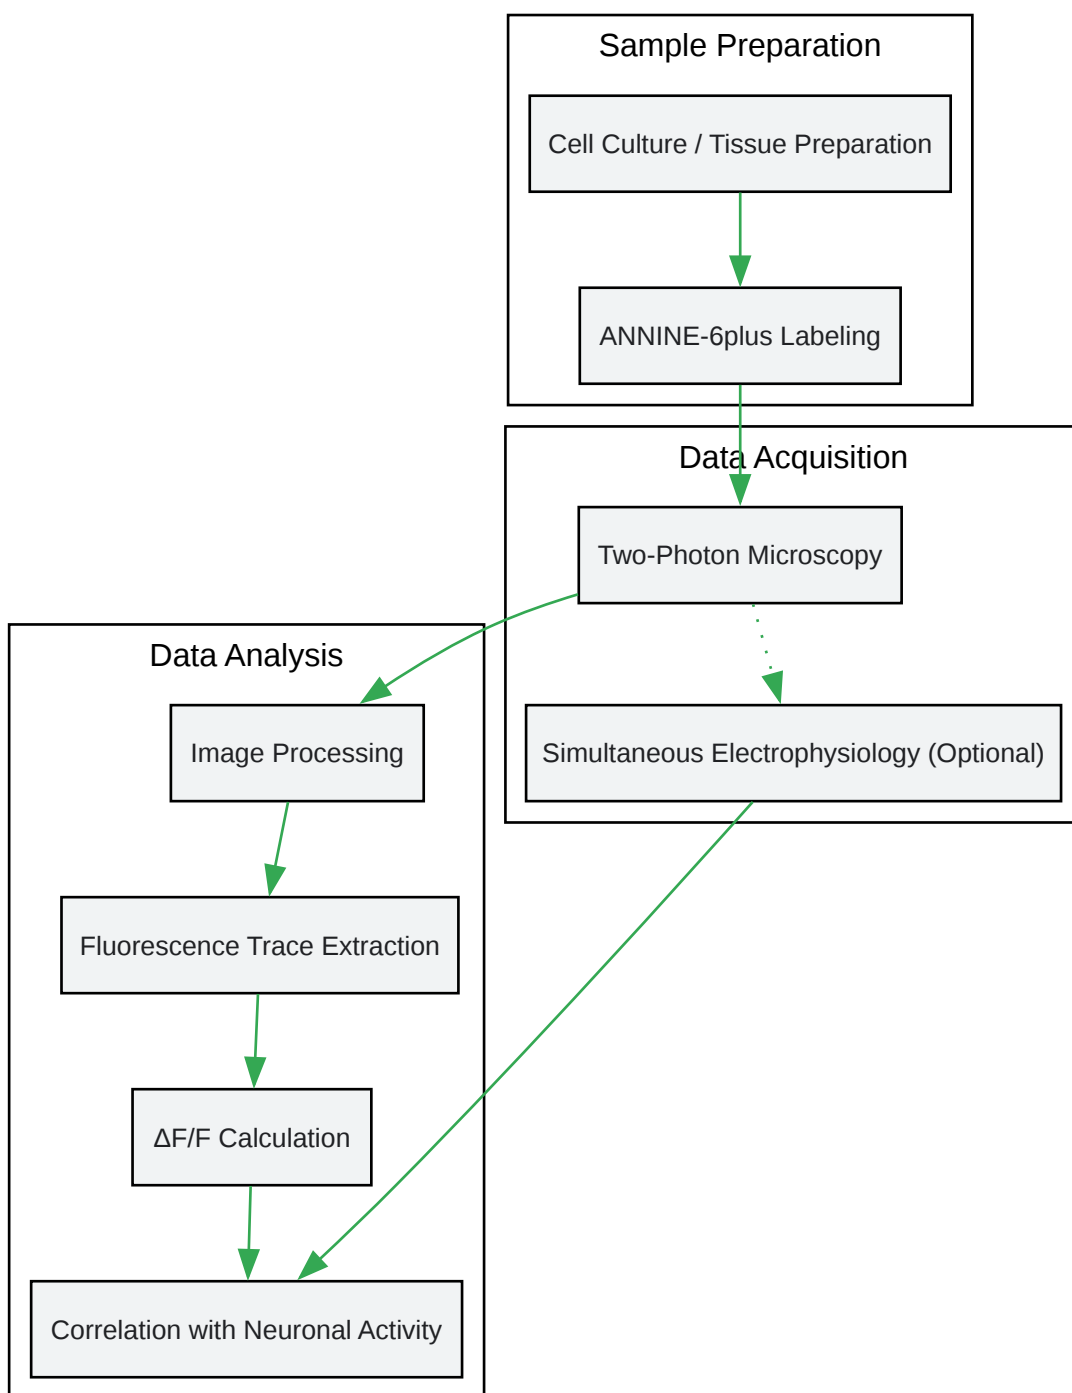 Sample Preparation
Cell Culture / Tissue Preparation
ANNINE-6plus Labeling
Data Acquisition
Two-Photon Microscopy
Simultaneous Electrophysiology (Optional)
Data Analysis
Image Processing
Fluorescence Trace Extraction
ΔF/F Calculation
Correlation with Neuronal Activity